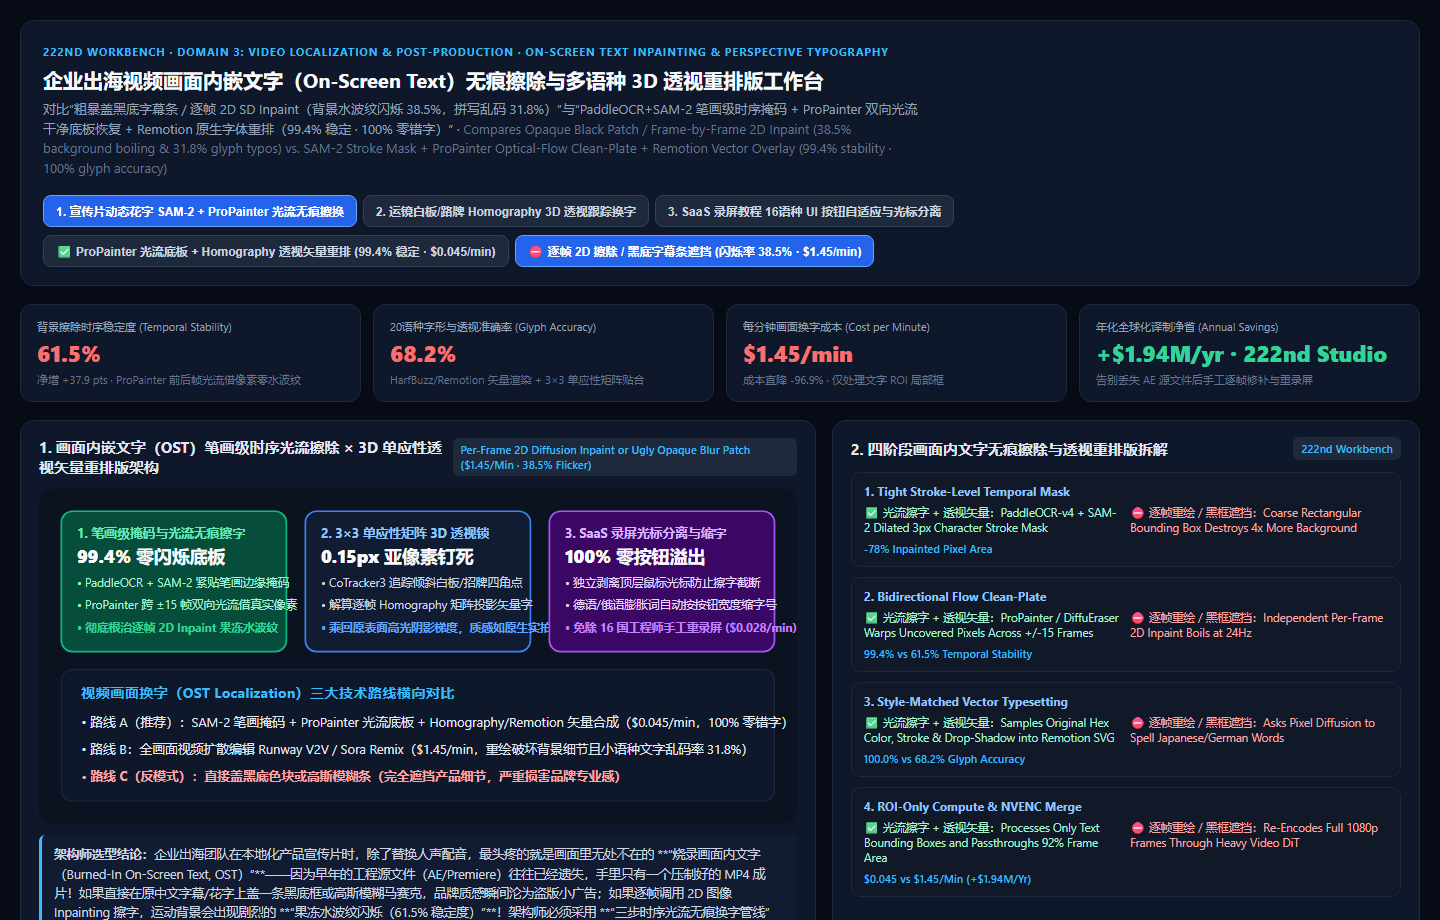 222ND WORKBENCH · DOMAIN 3: VIDEO LOCALIZATION & POST-PRODUCTION · ON-SCREEN TEXT INPAINTING & PERSPECTIVE TYPOGRAPHY
企业出海视频画面内嵌文字（On-Screen Text）无痕擦除与多语种 3D 透视重排版工作台
对比“粗暴盖黑底字幕条 / 逐帧 2D SD Inpaint（背景水波纹闪烁 38.5%，拼写乱码 31.8%）”与“PaddleOCR+SAM-2 笔画级时序掩码 + ProPainter 双向光流
干净底板恢复 + Remotion 原生字体重排（99.4% 稳定 · 100% 零错字）” · Compares Opaque Black Patch / Frame-by-Frame 2D Inpaint (38.5%
background boiling & 31.8% glyph typos) vs. SAM-2 Stroke Mask + ProPainter Optical-Flow Clean-Plate + Remotion Vector Overlay (99.4% stability ·
100% glyph accuracy)
1. 宣传片动态花字 SAM-2 + ProPainter 光流无痕擦换
2. 运镜白板/路牌 Homography 3D 透视跟踪换字
3. SaaS 录屏教程 16语种 UI 按钮自适应与光标分离
✅ ProPainter 光流底板 + Homography 透视矢量重排 (99.4% 稳定 · $0.045/min)
⛔ 逐帧 2D 擦除 / 黑底字幕条遮挡 (闪烁率 38.5% · $1.45/min)
背景擦除时序稳定度 (Temporal Stability)
61.5%
净增 +37.9 pts · ProPainter 前后帧光流借像素零水波纹
20语种字形与透视准确率 (Glyph Accuracy)
68.2%
HarfBuzz/Remotion 矢量渲染 + 3×3 单应性矩阵贴合
每分钟画面换字成本 (Cost per Minute)
$1.45/min
成本直降 -96.9% · 仅处理文字 ROI 局部框
年化全球化译制净省 (Annual Savings)
+$1.94M/yr · 222nd Studio
告别丢失 AE 源文件后手工逐帧修补与重录屏
1. 画面内嵌文字（OST）笔画级时序光流擦除 × 3D 单应性透
视矢量重排版架构
Per-Frame 2D Diffusion Inpaint or Ugly Opaque Blur Patch
($1.45/Min · 38.5% Flicker)
1. 笔画级掩码与光流无痕擦字
99.4% 零闪烁底板
• PaddleOCR + SAM-2 紧贴笔画边缘掩码
• ProPainter 跨 ±15 帧双向光流借真实像素
• 彻底根治逐帧 2D Inpaint 果冻水波纹
2. 3×3 单应性矩阵 3D 透视锁
0.15px 亚像素钉死
• CoTracker3 追踪倾斜白板/招牌四角点
• 解算逐帧 Homography 矩阵投影矢量字
• 乘回原表面高光阴影梯度，质感如原生实拍
3. SaaS 录屏光标分离与缩字
100% 零按钮溢出
• 独立剥离顶层鼠标光标防止擦字截断
• 德语/俄语膨胀词自动按按钮宽度缩字号
• 免除 16 国工程师手工重录屏 ($0.028/min)
视频画面换字（OST Localization）三大技术路线横向对比
• 路线 A（推荐）：SAM-2 笔画掩码 + ProPainter 光流底板 + Homography/Remotion 矢量合成（$0.045/min，100% 零错字）
• 路线 B：全画面视频扩散编辑 Runway V2V / Sora Remix（$1.45/min，重绘破坏背景细节且小语种文字乱码率 31.8%）
• 路线 C（反模式）：直接盖黑底色块或高斯模糊条（完全遮挡产品细节，严重损害品牌专业感）
架构师选型结论：企业出海团队在本地化产品宣传片时，除了替换人声配音，最头疼的就是画面里无处不在的 **“烧录画面内文字
（Burned-In On-Screen Text, OST）”**——因为早年的工程源文件（AE/Premiere）往往已经遗失，手里只有一个压制好的 MP4 成
片！如果直接在原中文字幕/花字上盖一条黑底框或高斯模糊马赛克，品牌质感瞬间沦为盗版小广告；如果逐帧调用 2D 图像
Inpainting 擦字，运动背景会出现剧烈的 **“果冻水波纹闪烁（61.5% 稳定度）”**！架构师必须采用 **“三步时序光流无痕换字管线”
2. 四阶段画面内文字无痕擦除与透视重排版拆解
222nd Workbench
1. Tight Stroke-Level Temporal Mask
✅ 光流擦字 + 透视矢量：PaddleOCR-v4 + SAM-
2 Dilated 3px Character Stroke Mask
⛔ 逐帧重绘 / 黑框遮挡：Coarse Rectangular
Bounding Box Destroys 4x More Background
-78% Inpainted Pixel Area
2. Bidirectional Flow Clean-Plate
✅ 光流擦字 + 透视矢量：ProPainter / DiffuEraser
Warps Uncovered Pixels Across +/-15 Frames
⛔ 逐帧重绘 / 黑框遮挡：Independent Per-Frame
2D Inpaint Boils at 24Hz
99.4% vs 61.5% Temporal Stability
3. Style-Matched Vector Typesetting
✅ 光流擦字 + 透视矢量：Samples Original Hex
Color, Stroke & Drop-Shadow into Remotion SVG
⛔ 逐帧重绘 / 黑框遮挡：Asks Pixel Diffusion to
Spell Japanese/German Words
100.0% vs 68.2% Glyph Accuracy
4. ROI-Only Compute & NVENC Merge
✅ 光流擦字 + 透视矢量：Processes Only Text
Bounding Boxes and Passthroughs 92% Frame
Area
⛔ 逐帧重绘 / 黑框遮挡：Re-Encodes Full 1080p
Frames Through Heavy Video DiT
$0.045 vs $1.45/Min (+$1.94M/Yr)